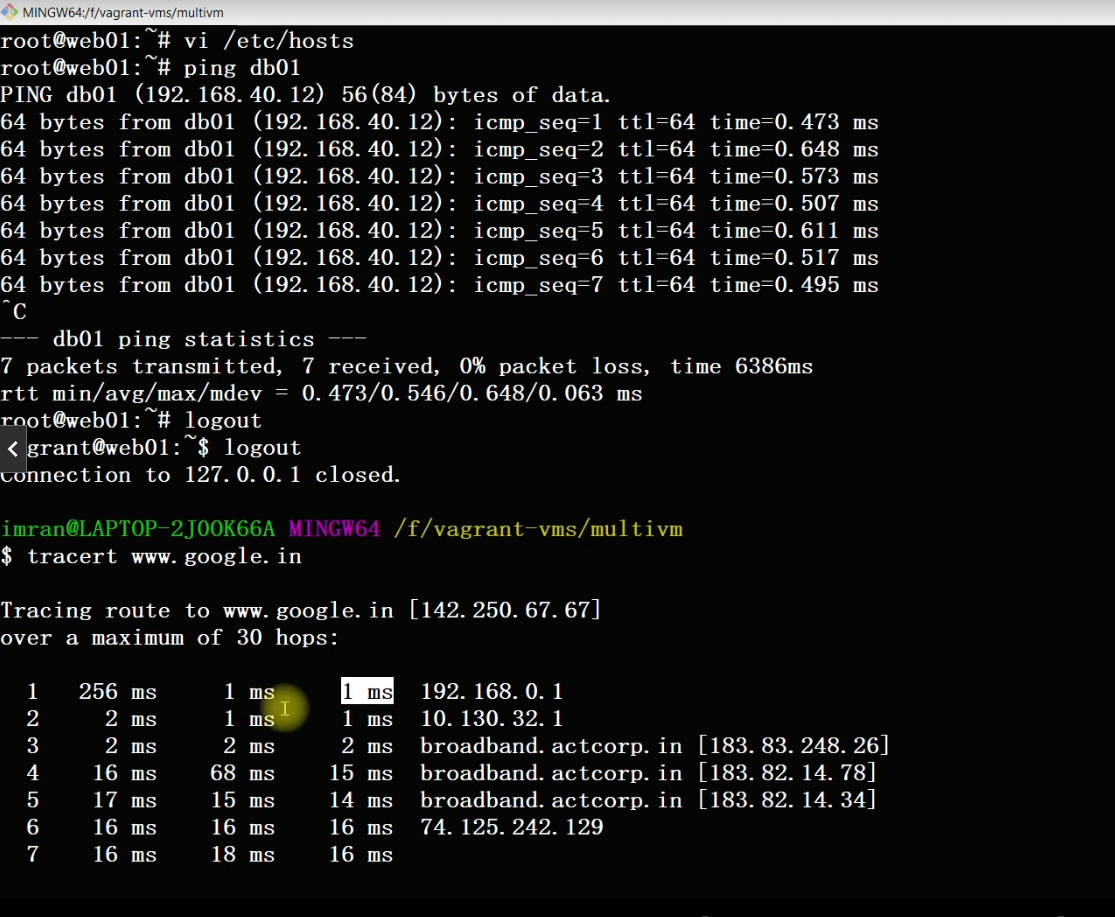 MINGW64:/f/vagrant-vms/multivm
root@web01:~# vi /etc/hosts
root@web01:~# ping db01
PING db01 (192.168.40.12) 56(84) bytes of data.
64 bytes from db01 (192.168.40.12): icmp_seq=1 ttl=64 time=0.473 ms
64 bytes from db01 (192.168.40.12): icmp_seq=2 ttl=64 time=0.648 ms
64 bytes from db01 (192.168.40.12): icmp_seq=3 ttl=64 time=0.573 ms
64 bytes from db01 (192.168.40.12): icmp_seq=4 ttl=64 time=0.507 ms
64 bytes from db01 (192.168.40.12): icmp_seq=5 ttl=64 time=0.611 ms
64 bytes from db01 (192.168.40.12): icmp_seq=6 ttl=64 time=0.517 ms
64 bytes from db01 (192.168.40.12): icmp_seq=7 ttl=64 time=0.495 ms
^C
--- db01 ping statistics ---
7 packets transmitted, 7 received, 0% packet loss, time 6386ms
rtt min/avg/max/mdev = 0.473/0.546/0.648/0.063 ms
root@web01:~# logout
grant@web01:~$ logout
Connection to 127.0.0.1 closed.
imran@LAPTOP-2J0OK66A MINGW64 /f/vagrant-vms/multivm
$ tracert www.google.in
Tracing route to www.google.in [142.250.67.67]
over a maximum of 30 hops:
1 256 ms 1 ms 1 ms 192.168.0.1
2 2 ms 1 ms 1 ms 10.130.32.1
3 2 ms 2 ms 2 ms broadband.actcorp.in [183.83.248.26]
4 16 ms 68 ms 15 ms broadband.actcorp.in [183.82.14.78]
5 17 ms 15 ms 14 ms broadband.actcorp.in [183.82.14.34]
6 16 ms 16 ms 16 ms 74.125.242.129
7 16 ms 18 ms 16 ms